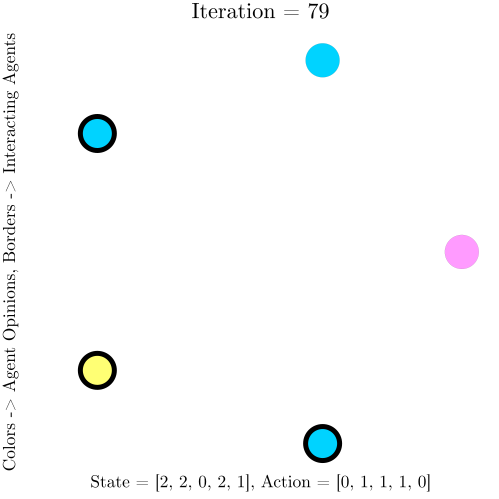 Iteration = 79
Colors -> Agent Opinions, Borders -> Interacting Agents
State = [2, 2, 0, 2, 1], Action = [0, 1, 1, 1, 0]